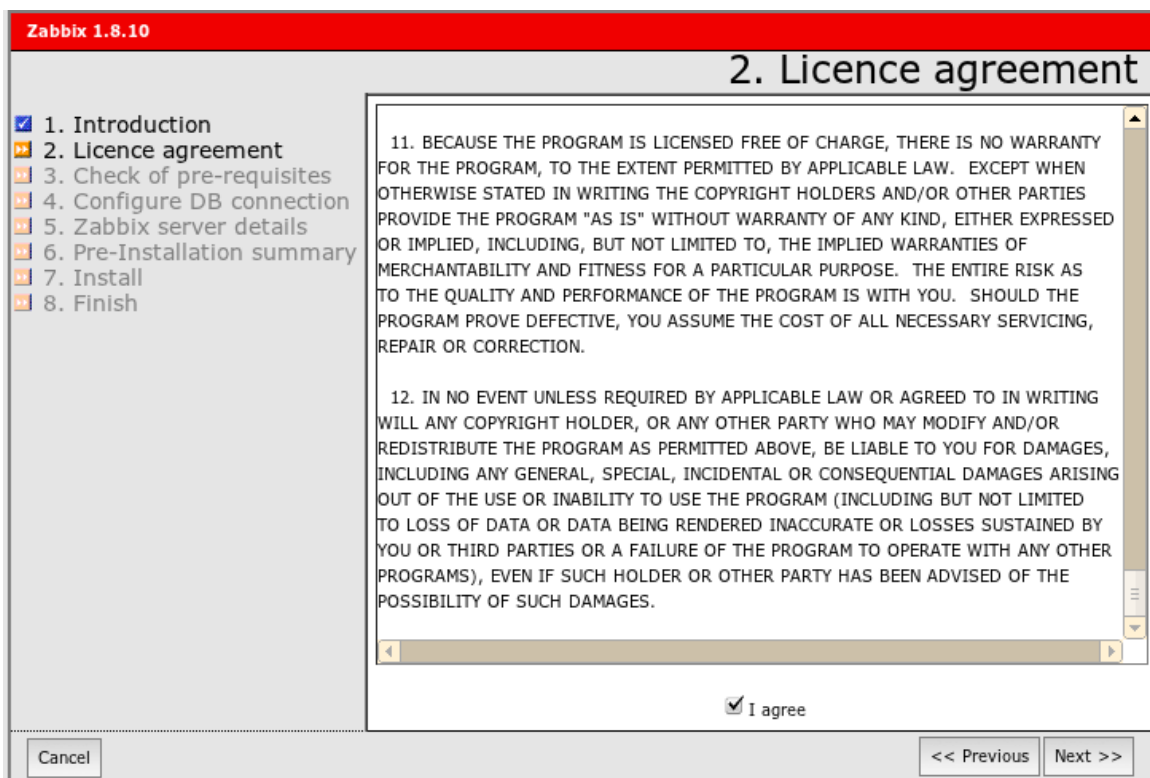 Zabbix 1.8.10
2. Licence agreement
1. Introduction
2. Licence agreement
3. Check of pre-requisites
4. Configure DB connection
5. Zabbix server details
6. Pre-Installation summary
7. Install
8. Finish
11. BECAUSE THE PROGRAM IS LICENSED FREE OF CHARGE, THERE IS NO WARRANTY
FOR THE PROGRAM, TO THE EXTENT PERMITTED BY APPLICABLE LAW.  EXCEPT WHEN
OTHERWISE STATED IN WRITING THE COPYRIGHT HOLDERS AND/OR OTHER PARTIES
PROVIDE THE PROGRAM "AS IS" WITHOUT WARRANTY OF ANY KIND, EITHER EXPRESSED
OR IMPLIED, INCLUDING, BUT NOT LIMITED TO, THE IMPLIED WARRANTIES OF
MERCHANTABILITY AND FITNESS FOR A PARTICULAR PURPOSE.  THE ENTIRE RISK AS
TO THE QUALITY AND PERFORMANCE OF THE PROGRAM IS WITH YOU.  SHOULD THE
PROGRAM PROVE DEFECTIVE, YOU ASSUME THE COST OF ALL NECESSARY SERVICING,
REPAIR OR CORRECTION.
12. IN NO EVENT UNLESS REQUIRED BY APPLICABLE LAW OR AGREED TO IN WRITING
WILL ANY COPYRIGHT HOLDER, OR ANY OTHER PARTY WHO MAY MODIFY AND/OR
REDISTRIBUTE THE PROGRAM AS PERMITTED ABOVE, BE LIABLE TO YOU FOR DAMAGES,
INCLUDING ANY GENERAL, SPECIAL, INCIDENTAL OR CONSEQUENTIAL DAMAGES ARISING
OUT OF THE USE OR INABILITY TO USE THE PROGRAM (INCLUDING BUT NOT LIMITED
TO LOSS OF DATA OR DATA BEING RENDERED INACCURATE OR LOSSES SUSTAINED BY
YOU OR THIRD PARTIES OR A FAILURE OF THE PROGRAM TO OPERATE WITH ANY OTHER
PROGRAMS), EVEN IF SUCH HOLDER OR OTHER PARTY HAS BEEN ADVISED OF THE
POSSIBILITY OF SUCH DAMAGES.
I agree
Cancel
<< Previous
Next >>